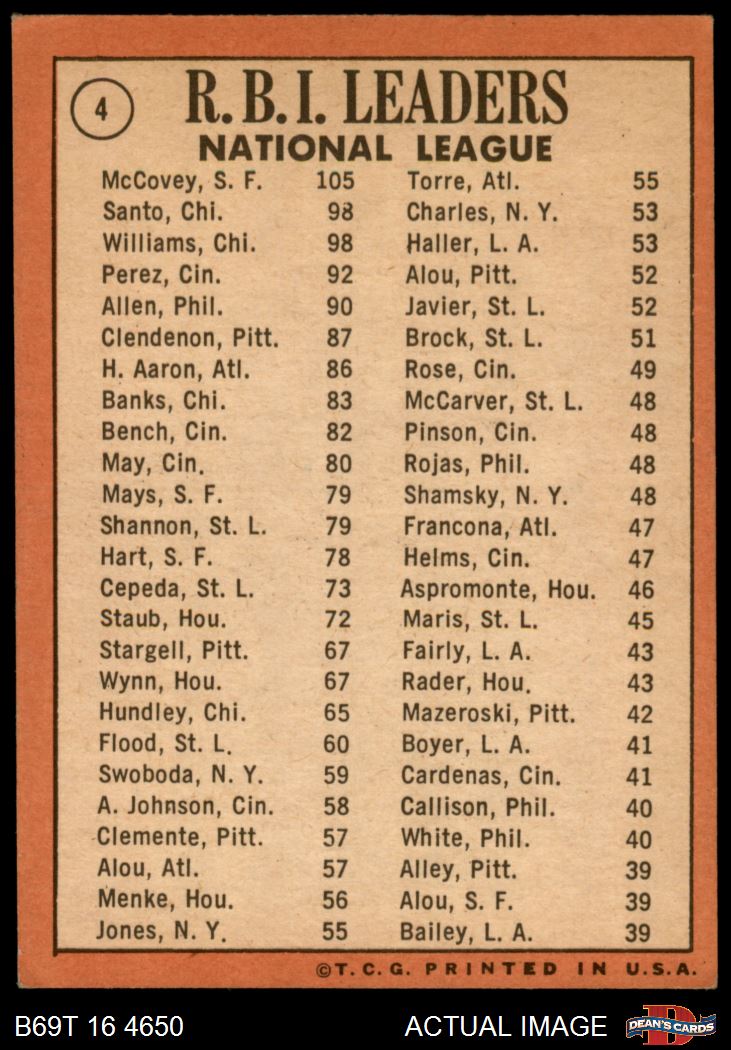 4
R. B. I. LEADERS
NATIONAL LEAGUE
McCovey, S. F. 105
Santo, Chi. 98
Williams, Chi. 98
Perez, Cin. 92
Allen, Phil. 90
Clendenon, Pitt. 87
H. Aaron, Atl. 86
Banks, Chi. 83
Bench, Cin. 82
May, Cin. 80
Mays, S. F. 79
Shannon, St. L. 79
Hart, S. F. 78
Cepeda, St. L. 73
Staub, Hou. 72
Stargell, Pitt. 67
Wynn, Hou. 67
Hundley, Chi. 65
Flood, St. L. 60
Swoboda, N. Y. 59
A. Johnson, Cin. 58
Clemente, Pitt. 57
Alou, Atl. 57
Menke, Hou. 56
Jones, N. Y. 55
Torre, Atl. 55
Charles, N. Y. 53
Haller, L. A. 53
Alou, Pitt. 52
Javier, St. L. 52
Brock, St. L. 51
Rose, Cin. 49
McCarver, St. L. 48
Pinson, Cin. 48
Rojas, Phil. 48
Shamsky, N. Y. 48
Francona, Atl. 47
Helms, Cin. 47
Aspromonte, Hou. 46
Maris, St. L. 45
Fairly, L. A. 43
Rader, Hou. 43
Mazeroski, Pitt. 42
Boyer, L. A. 41
Cardenas, Cin. 41
Callison, Phil. 40
White, Phil. 40
Alley, Pitt. 39
Alou, S. F. 39
Bailey, L. A. 39
©T. C. G. PRINTED IN U.S.A.
B69T 16 4650
ACTUAL IMAGE
D
DEAN'S CARDS